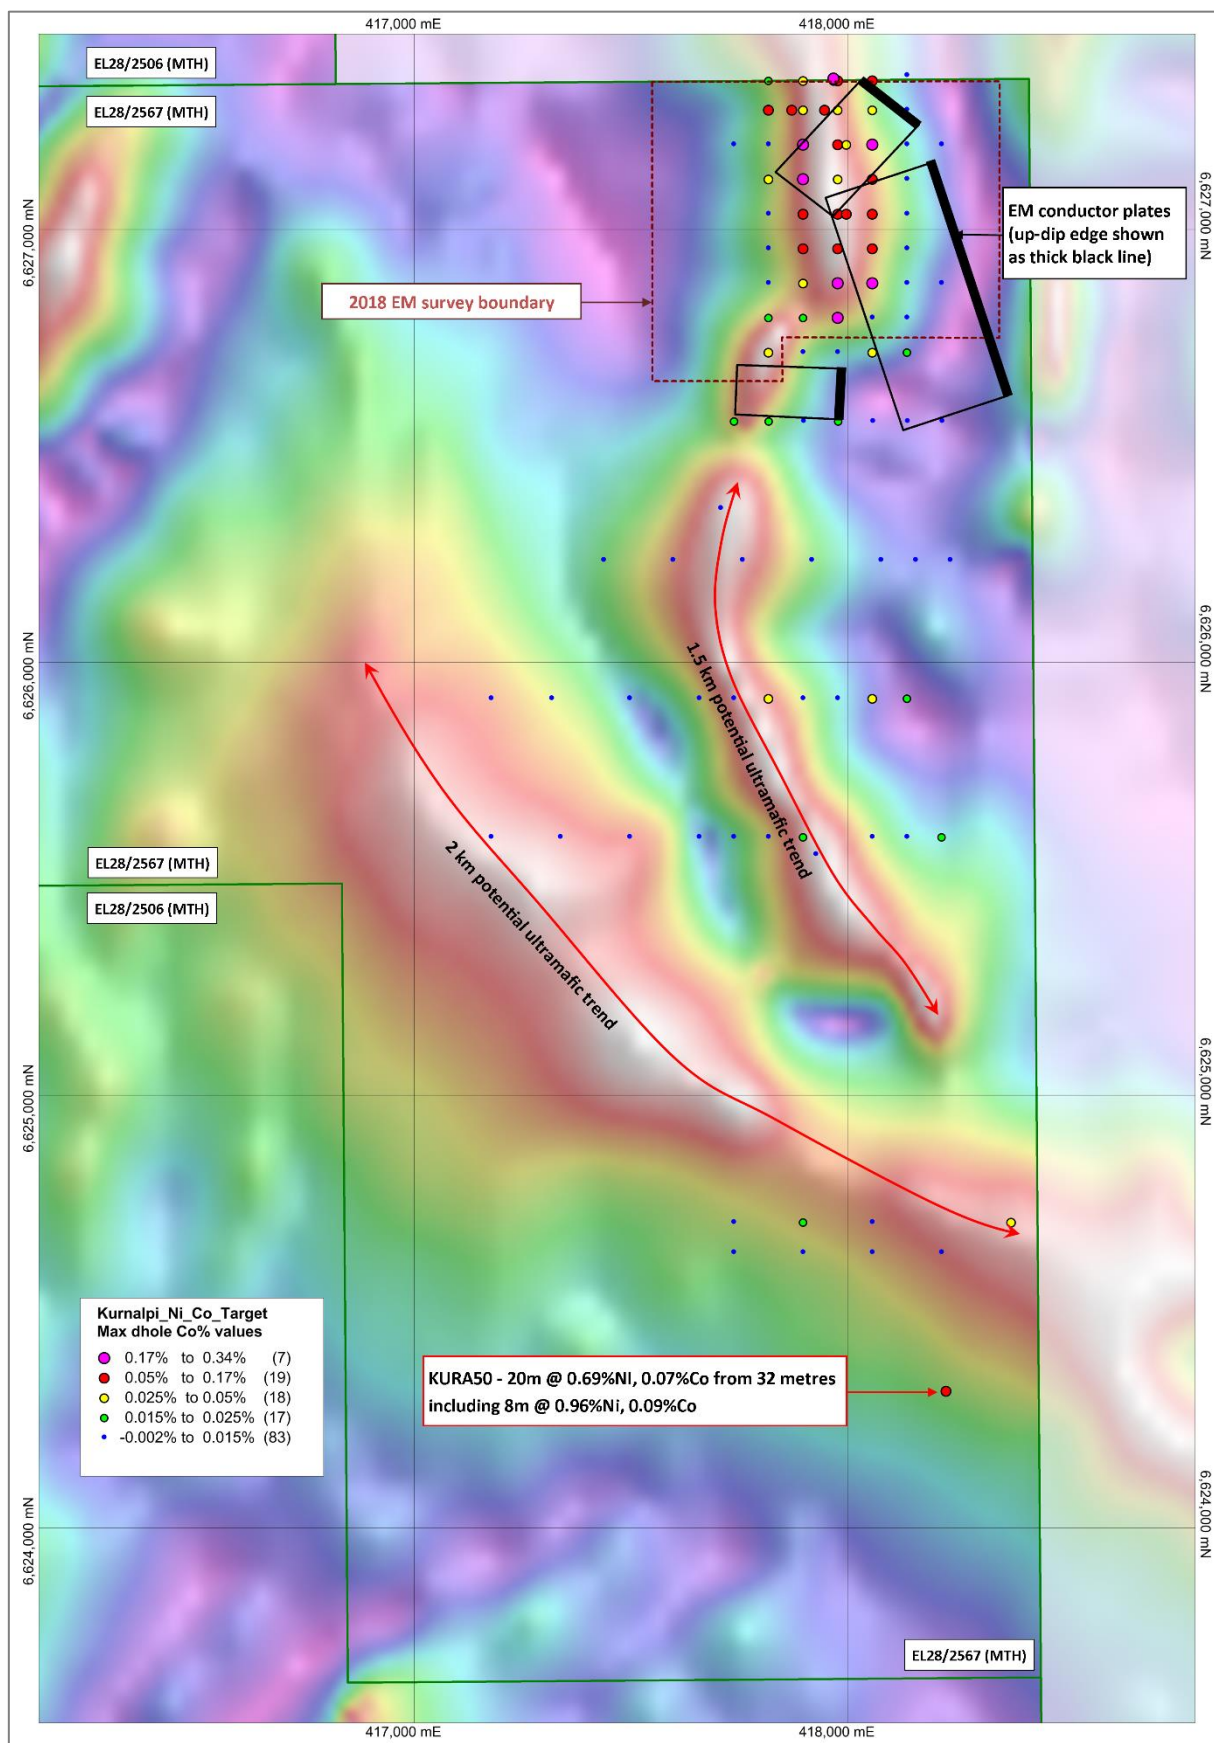 417,000 mE
418,000 mE
EL28/2506 (MTH)
EL28/2567 (MTH)
6,627,000 mN
6,627,000 mN
EM conductor plates
(up-dip edge shown
as thick black line)
2018 EM survey boundary
6,626,000 mN
6,626,000 mN
1.5 km potential ultramafic trend
2 km potential ultramafic trend
EL28/2567 (MTH)
EL28/2506 (MTH)
6,625,000 mN
6,625,000 mN
Kurnalpi_Ni_Co_Target
Max dhole Co% values
0.17% to 0.34% (7)
0.05% to 0.17% (19)
0.025% to 0.05% (18)
0.015% to 0.025% (17)
-0.002% to 0.015% (83)
KURA50 - 20m @ 0.69%NI, 0.07%Co from 32 metres
including 8m @ 0.96%Ni, 0.09%Co
6,624,000 mN
6,624,000 mN
EL28/2567 (MTH)
417,000 mE
418,000 mE